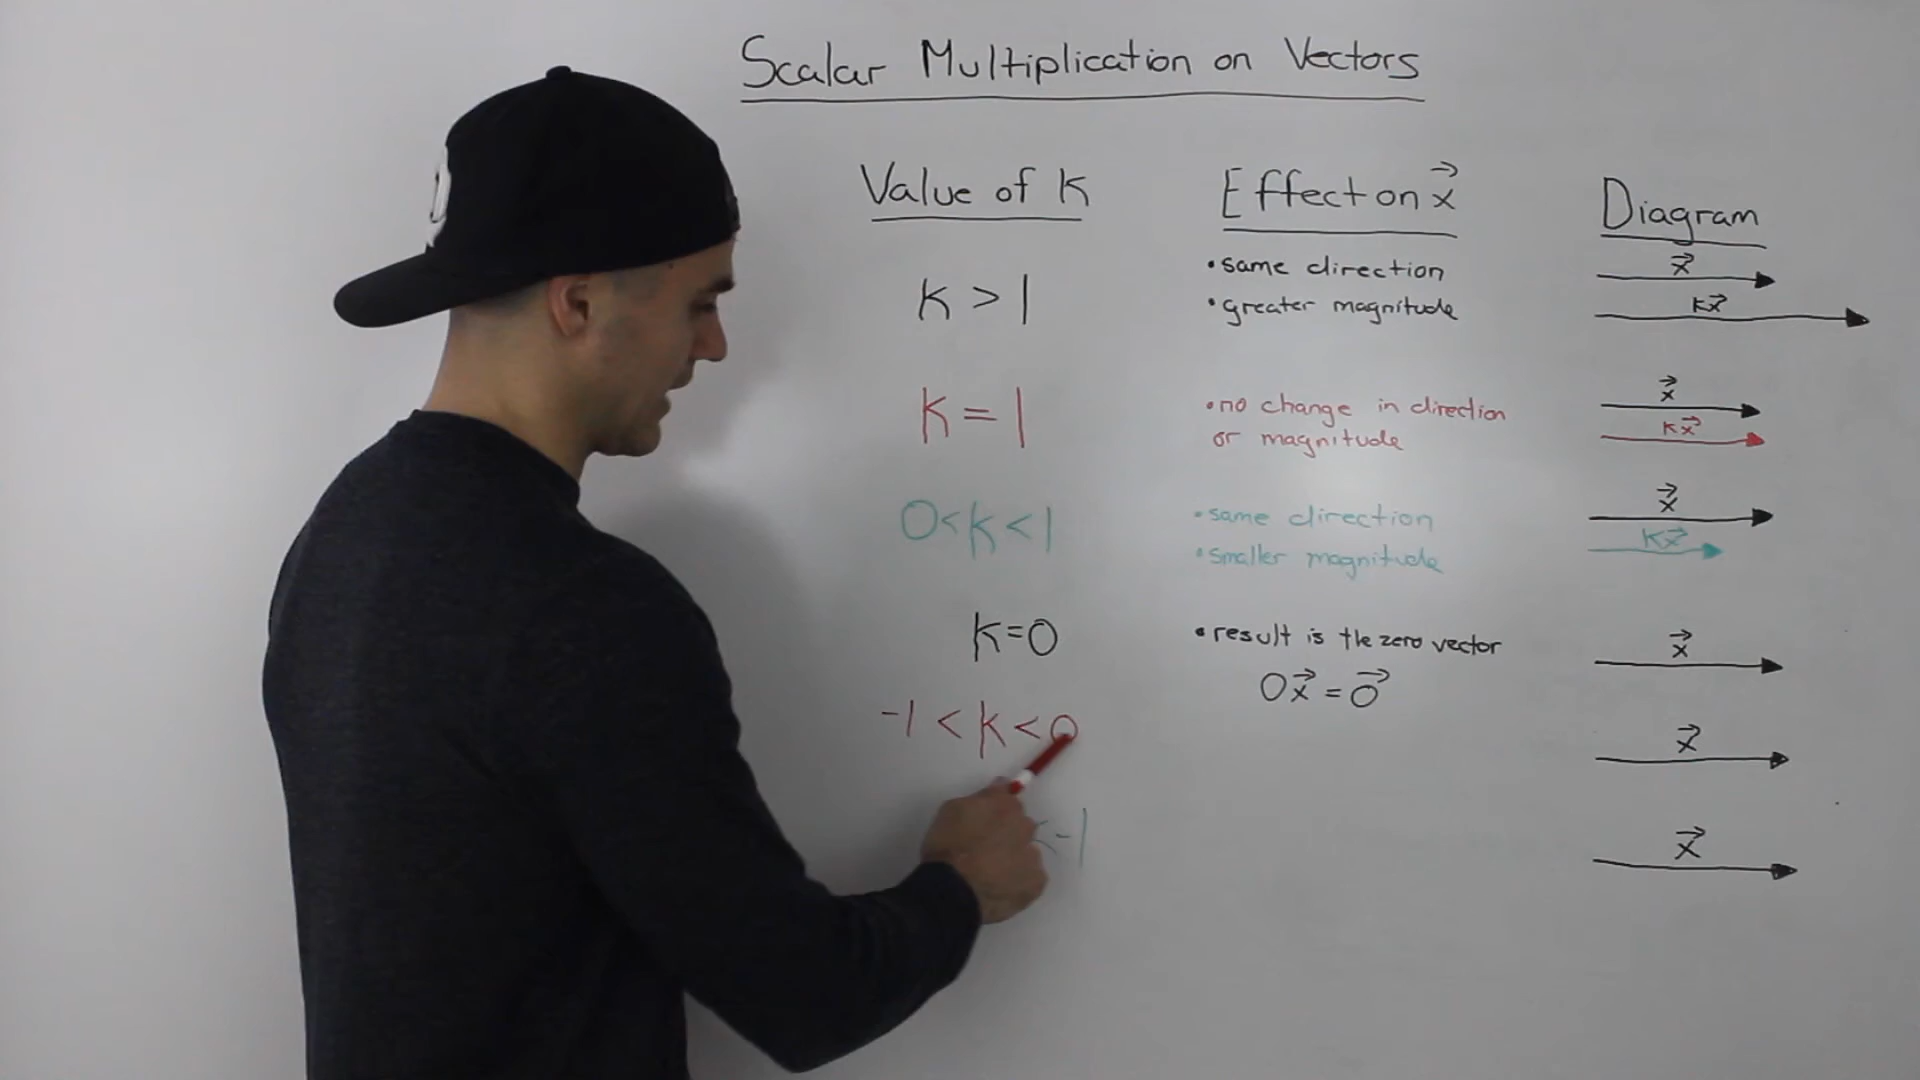 Scalar Multiplication on Vectors
Value of K
Effect on x⃗
Diagram
K > 1
• same direction
• greater magnitude
x⃗
Kx⃗
K = 1
• no change in direction
or magnitude
x⃗
Kx⃗
0 < K < 1
• same direction
• smaller magnitude
x⃗
Kx⃗
K = 0
• result is the zero vector
0x⃗ = 0⃗
x⃗
-1 < K < 0
x⃗
< -1
x⃗